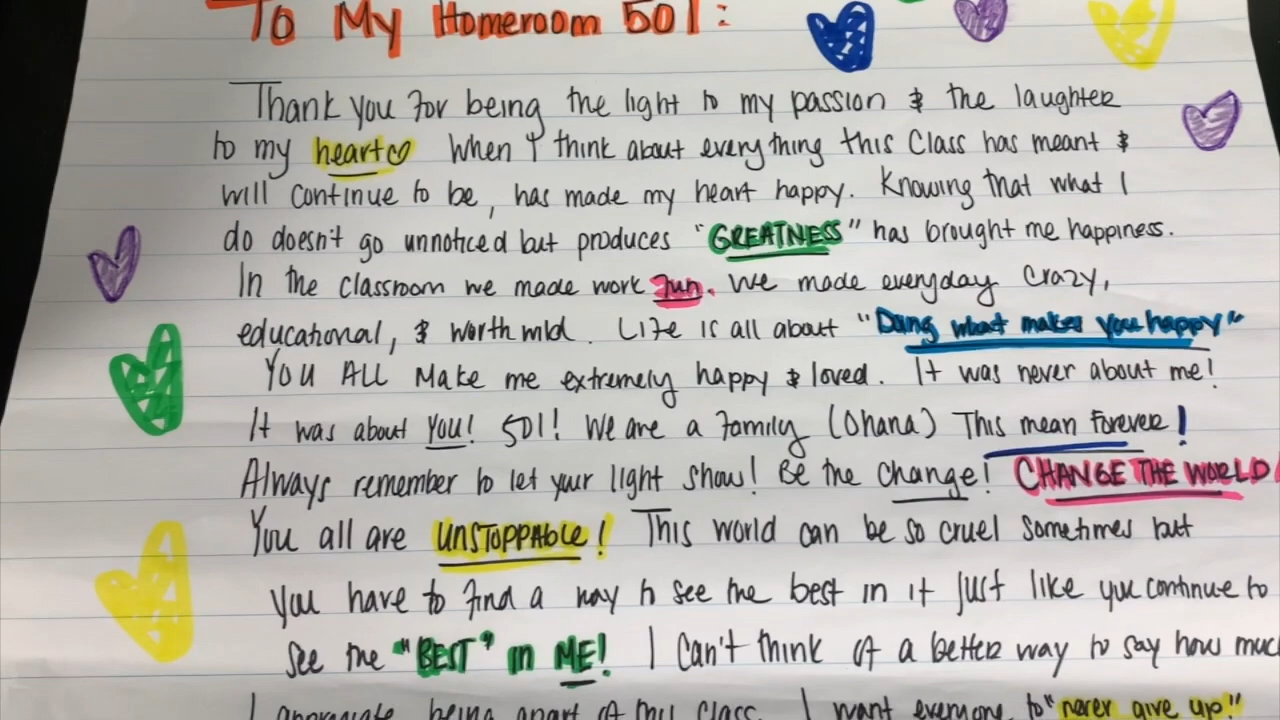 To My Homeroom 501:
Thank you for being the light to my passion & the laughter
to my heart When I think about everything this Class has meant &
will continue to be, has made my heart happy. Knowing that what I
do doesn't go unnoticed but produces "GREATNESS" has brought me happiness.
In the classroom we made work fun. We made everyday Crazy,
educational, & worth mld. Life is all about "Doing what makes you happy"
You ALL Make me extremely happy & loved. It was never about me!
It was about you! 501! We are a family (Ohana) This mean forever!
Always remember to let your light show! Be the change! CHANGE THE WORLD!
You all are UNSTOPPABLE! This world can be so cruel sometimes but
you have to find a way to see the best in it just like you continue to
see the "BEST" in ME! I can't think of a better way to say how much
I appreciate being apart of this class. I want everyone to "never give up"